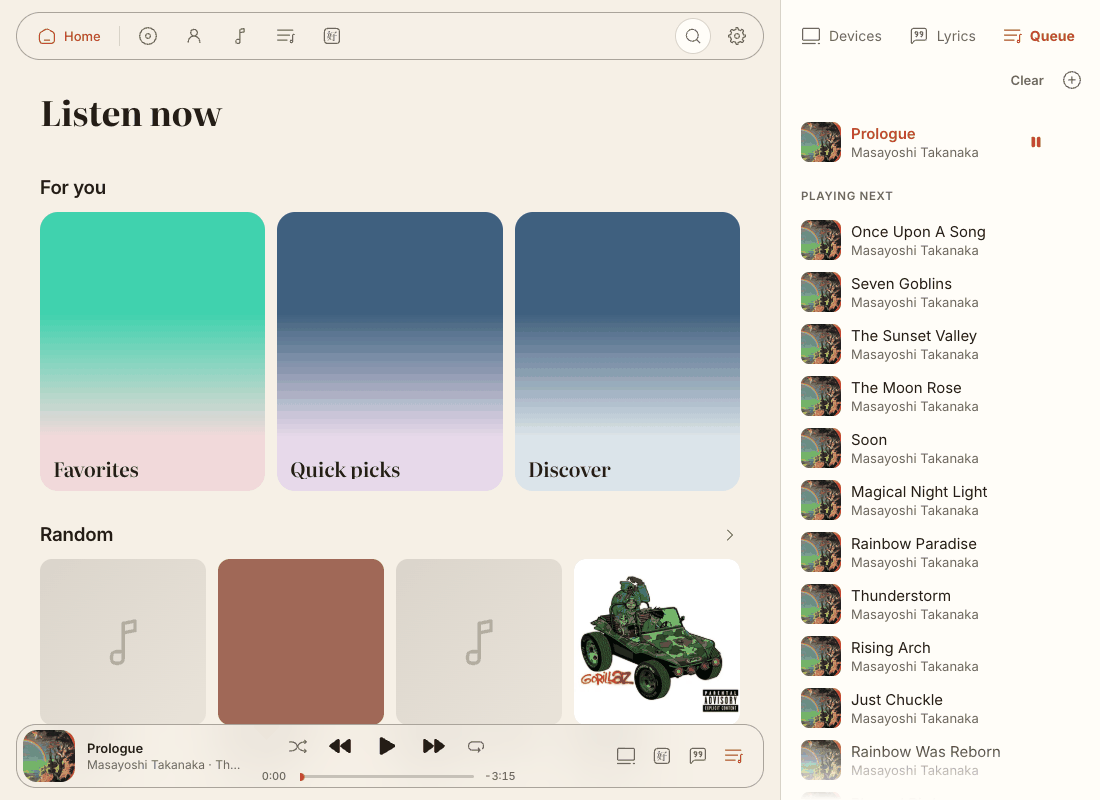 Home
好
Listen now
For you
Favorites
Quick picks
Discover
Random
GORILLAZ
PARENTAL
ADVISORY
EXPLICIT CONTENT
Prologue
Masayoshi Takanaka · Th...
0:00
-3:15
好
Devices
Lyrics
Queue
Clear
Prologue
Masayoshi Takanaka
PLAYING NEXT
Once Upon A Song
Masayoshi Takanaka
Seven Goblins
Masayoshi Takanaka
The Sunset Valley
Masayoshi Takanaka
The Moon Rose
Masayoshi Takanaka
Soon
Masayoshi Takanaka
Magical Night Light
Masayoshi Takanaka
Rainbow Paradise
Masayoshi Takanaka
Thunderstorm
Masayoshi Takanaka
Rising Arch
Masayoshi Takanaka
Just Chuckle
Masayoshi Takanaka
Rainbow Was Reborn
Masayoshi Takanaka